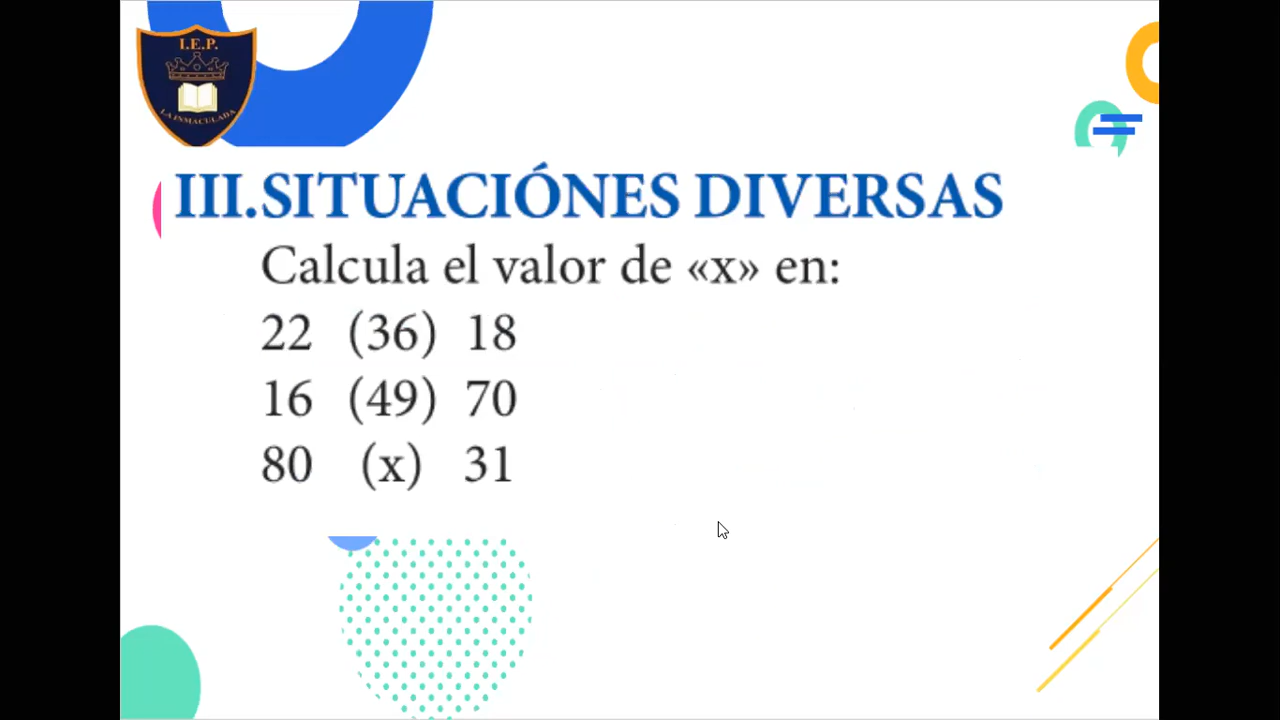 I.E.P.
LA INMACULADA
III.SITUACIÓNES DIVERSAS
Calcula el valor de «x» en:
22 (36) 18
16 (49) 70
80 (x) 31